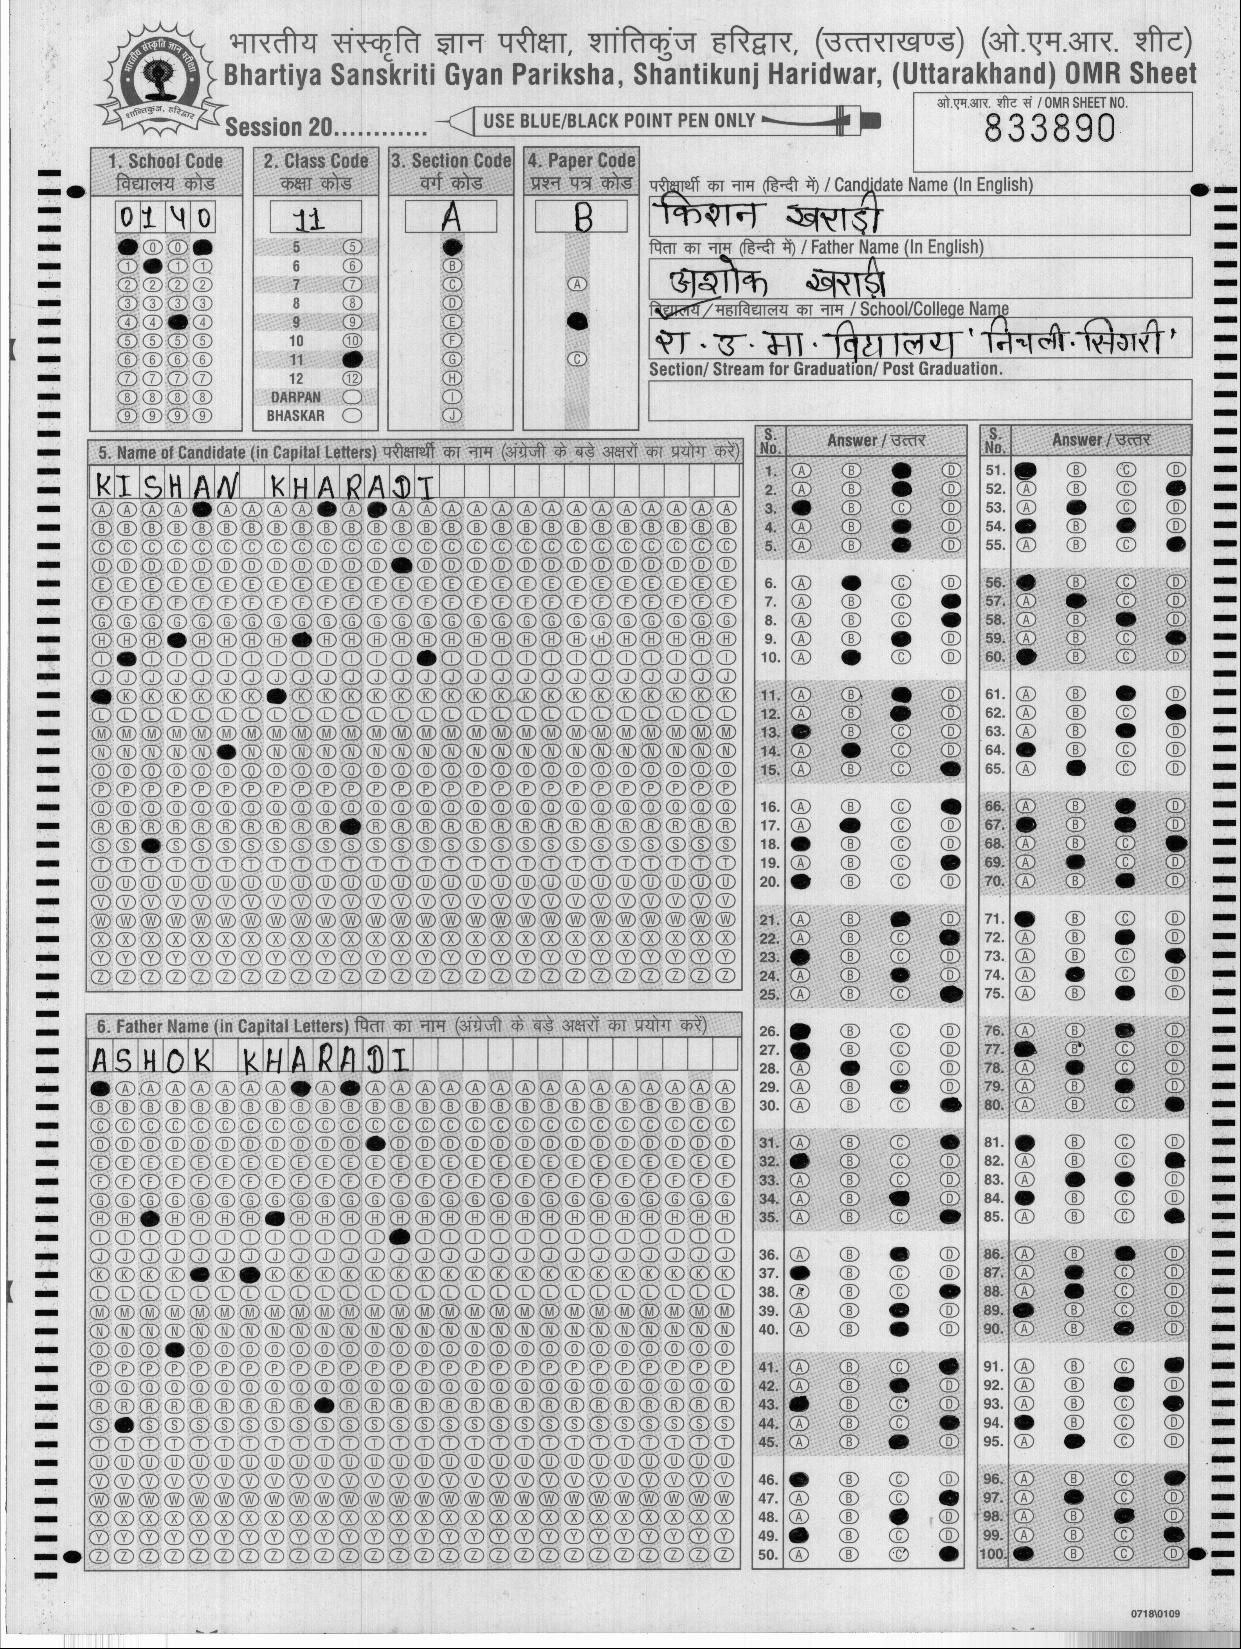 भारतीय संस्कृति ज्ञान परीक्षा, शांतिकुंज हरिद्वार, (उत्तराखण्ड) (ओ.एम.आर. शीट)
Bhartiya Sanskriti Gyan Pariksha, Shantikunj Haridwar, (Uttarakhand) OMR Sheet
Session 20............
USE BLUE/BLACK POINT PEN ONLY
ओ.एम.आर. शीट सं / OMR SHEET NO.
833890
1. School Code
विद्यालय कोड
0140
2. Class Code
कक्षा कोड
11
5
6
7
8
9
10
11
12
DARPAN
BHASKAR
3. Section Code
वर्ग कोड
A
4. Paper Code
प्रश्न पत्र कोड
B
परीक्षार्थी का नाम (हिन्दी में) / Candidate Name (In English)
किशन खराड़ी
पिता का नाम (हिन्दी में) / Father Name (In English)
अशोक खराड़ी
विद्यालय / महाविद्यालय का नाम / School/College Name
रा. उ. मा. विद्यालय 'निचली सिगरी'
Section/ Stream for Graduation/ Post Graduation.
5. Name of Candidate (in Capital Letters) परीक्षार्थी का नाम (अंग्रेजी के बड़े अक्षरों का प्रयोग करें)
KISHAN KHARADI
6. Father Name (in Capital Letters) पिता का नाम (अंग्रेजी के बड़े अक्षरों का प्रयोग करें)
ASHOK KHARADI
S. No. Answer / उत्तर
S. No. Answer / उत्तर
0718\0109